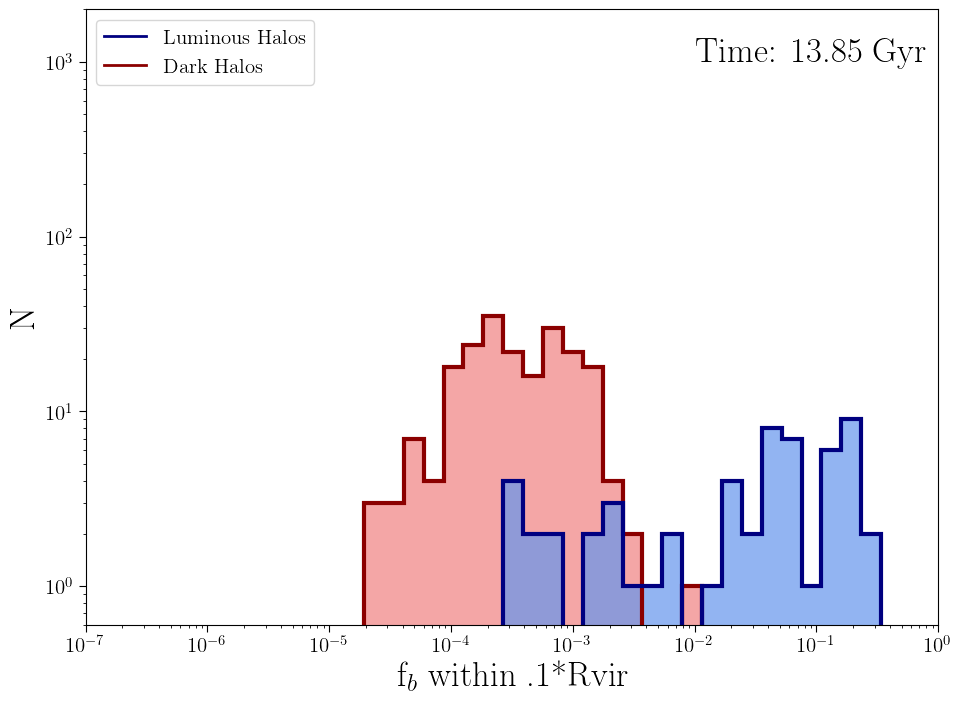 Luminous Halos
Dark Halos
Time: 13.85 Gyr
N
10³
10²
10¹
10⁰
10⁻⁷
10⁻⁶
10⁻⁵
10⁻⁴
10⁻³
10⁻²
10⁻¹
10⁰
f_b within .1*Rvir